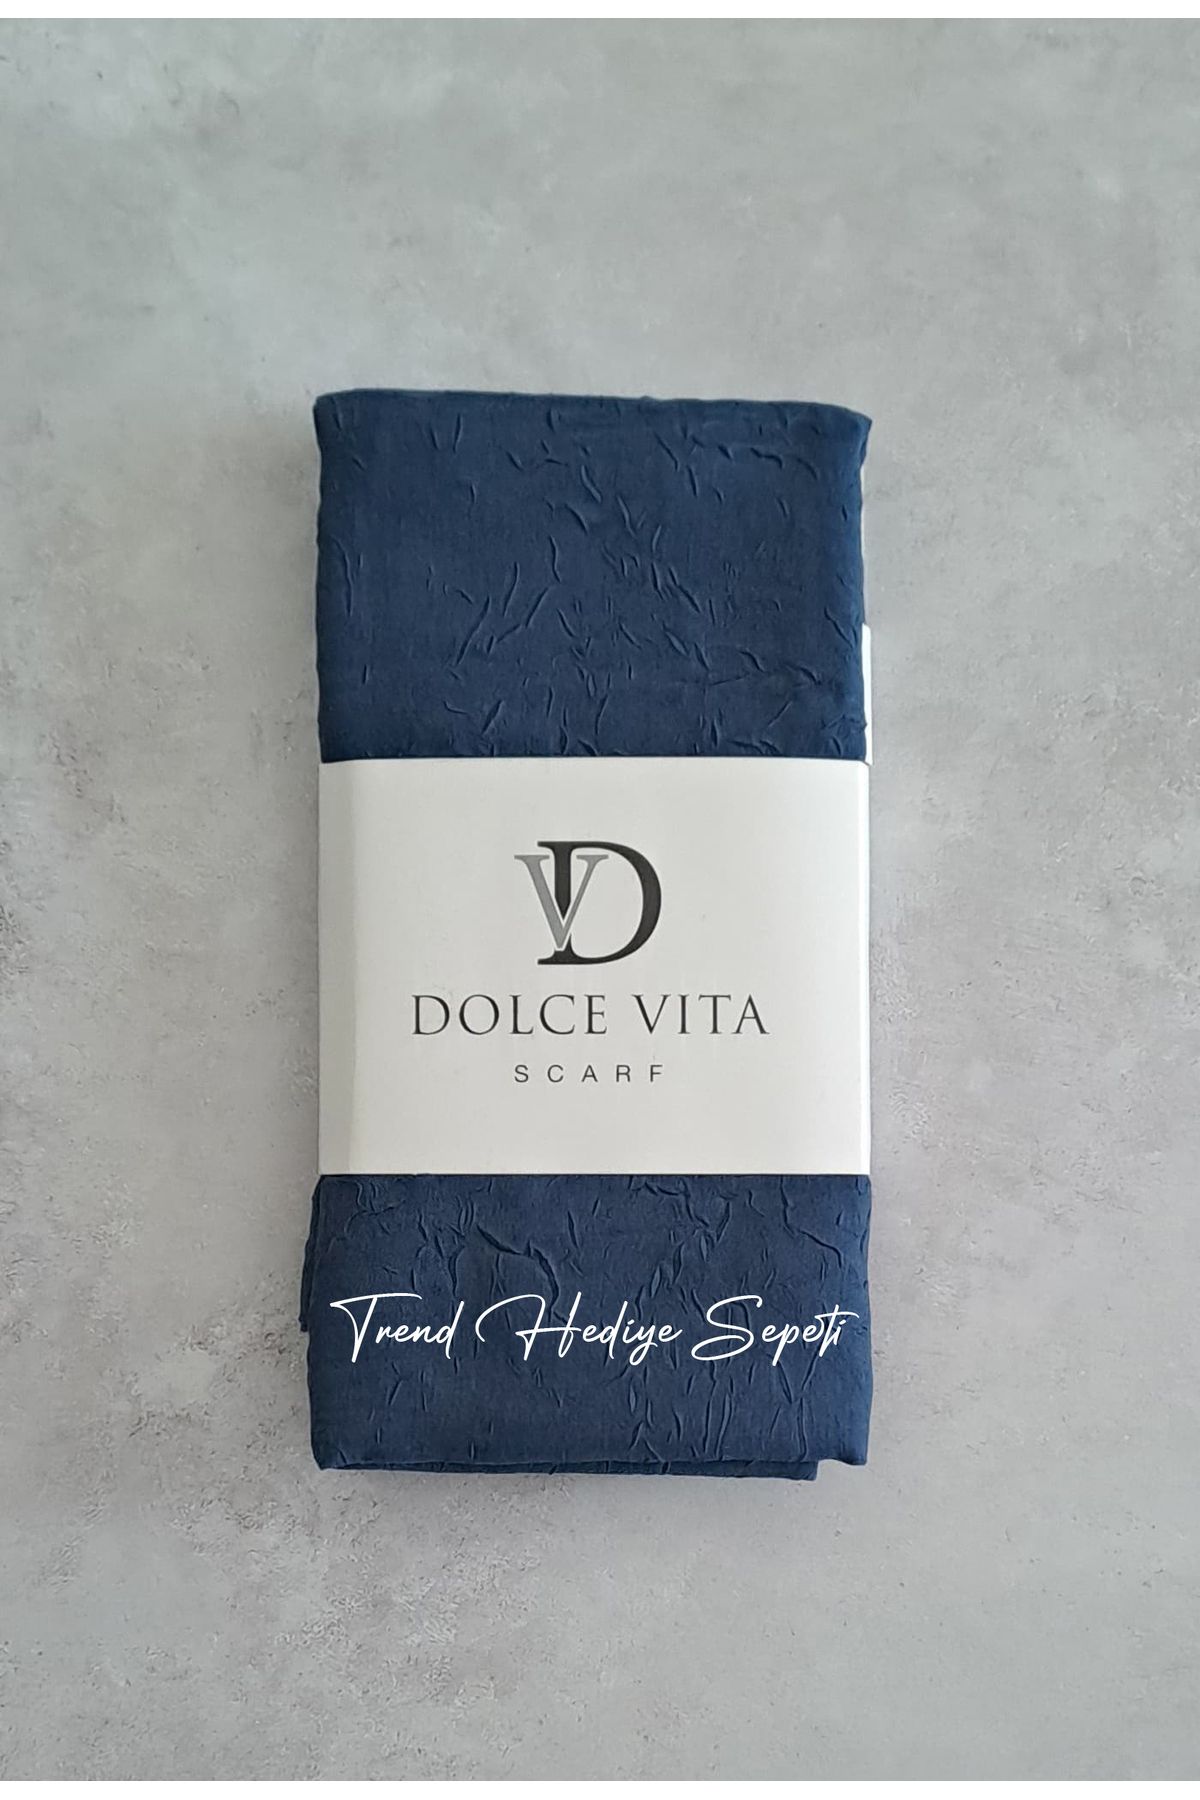 VD
DOLCE VITA
SCARF
Trend Hediye Sepeti